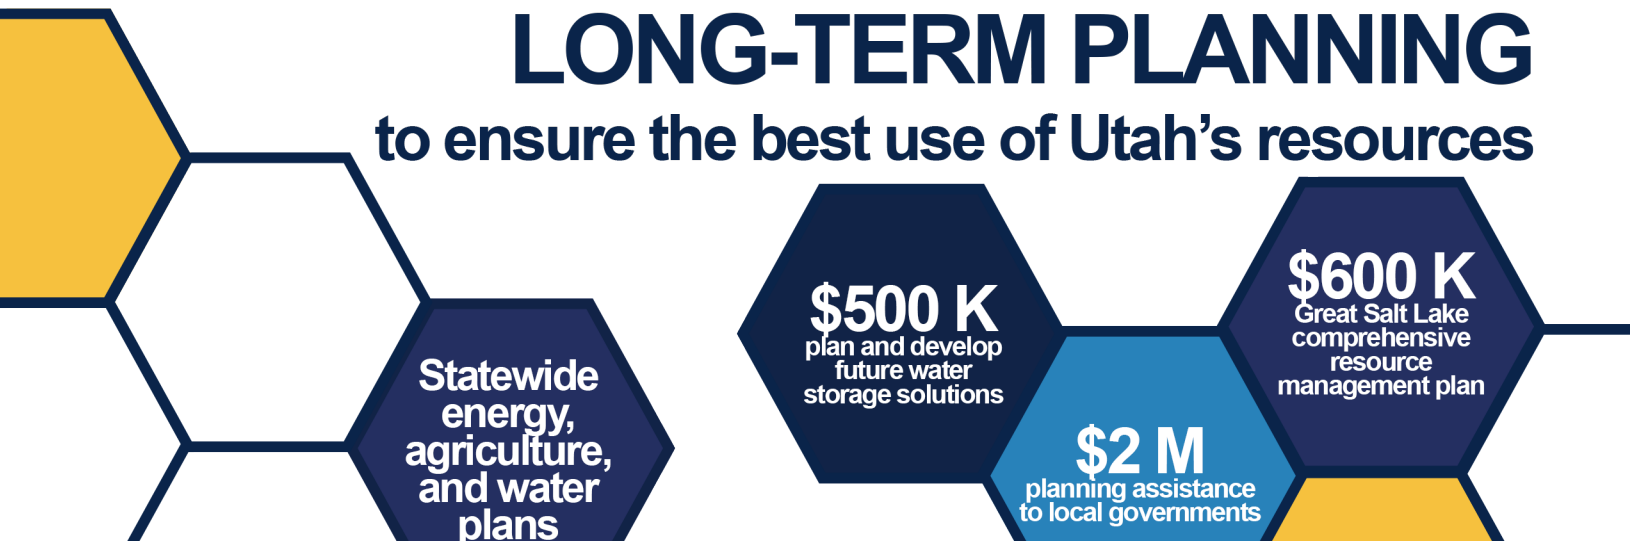 LONG-TERM PLANNING
to ensure the best use of Utah's resources
Statewide
energy,
agriculture,
and water
plans
$500 K
plan and develop
future water
storage solutions
$2 M
planning assistance
to local governments
$600 K
Great Salt Lake
comprehensive
resource
management plan